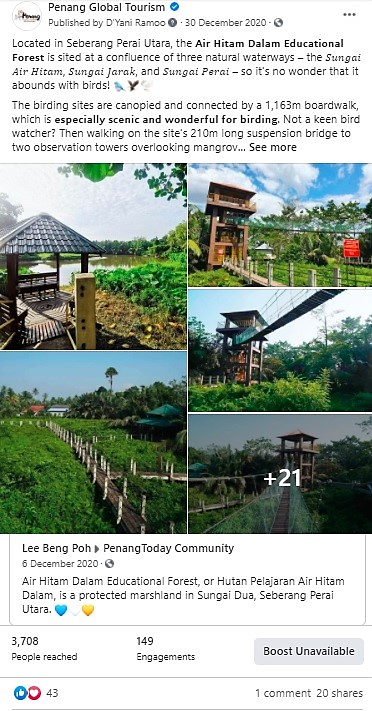 Penang Global Tourism
Published by D'Yani Ramoo · 30 December 2020 ·
Located in Seberang Perai Utara, the Air Hitam Dalam Educational
Forest is sited at a confluence of three natural waterways – the Sungai
Air Hitam, Sungai Jarak, and Sungai Perai – so it's no wonder that it
abounds with birds! 🐦🦅🕊️
The birding sites are canopied and connected by a 1,163m boardwalk,
which is especially scenic and wonderful for birding. Not a keen bird
watcher? Then walking on the site's 210m long suspension bridge to
two observation towers overlooking mangrov... See more
+21
Lee Beng Poh ▸ PenangToday Community
6 December 2020 ·
Air Hitam Dalam Educational Forest, or Hutan Pelajaran Air Hitam
Dalam, is a protected marshland in Sungai Dua, Seberang Perai
Utara. 💙🤍💛
3,708
People reached
149
Engagements
Boost Unavailable
43
1 comment 20 shares